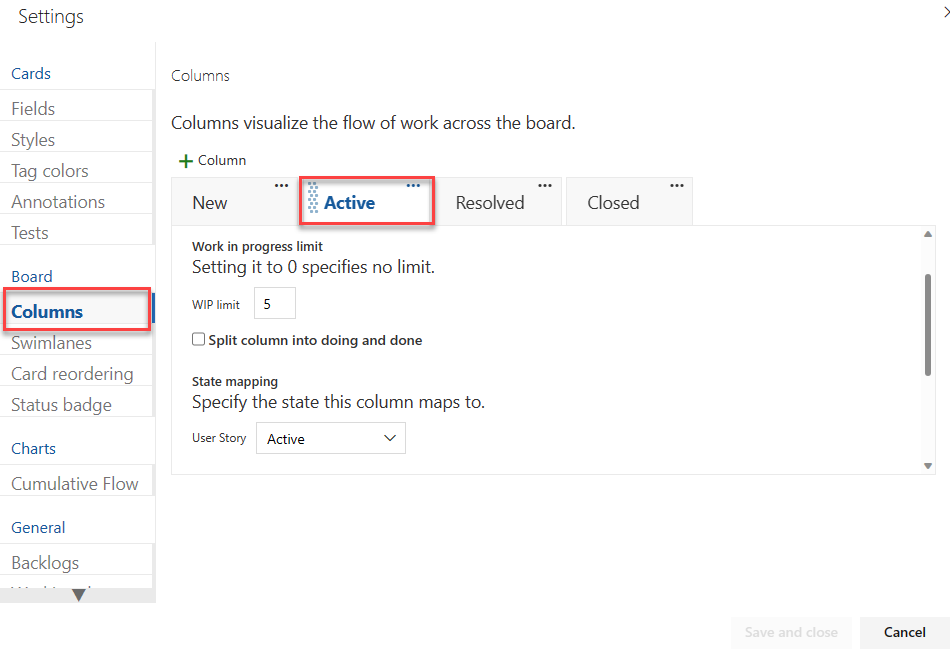 Settings
Cards
Fields
Styles
Tag colors
Annotations
Tests
Board
Columns
Swimlanes
Card reordering
Status badge
Charts
Cumulative Flow
General
Backlogs
Columns
Columns visualize the flow of work across the board.
+ Column
New ... Active ... Resolved ... Closed ...
Work in progress limit
Setting it to 0 specifies no limit.
WIP limit 5
Split column into doing and done
State mapping
Specify the state this column maps to.
User Story Active
Save and close Cancel